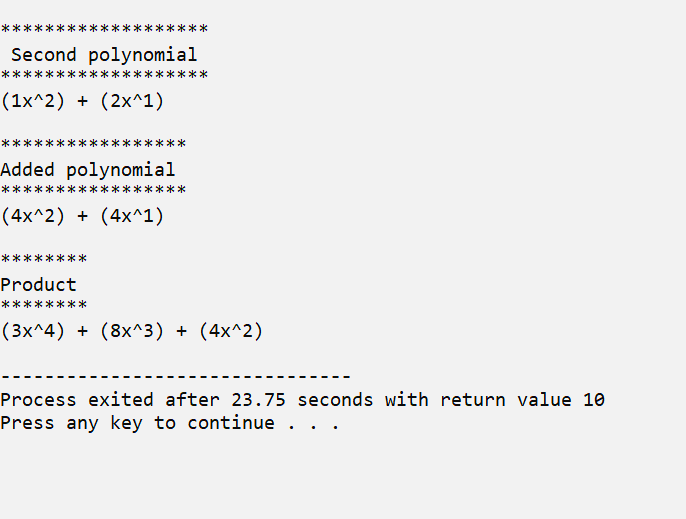 *******************
 Second polynomial
*******************
(1x^2) + (2x^1)
*****************
Added polynomial
*****************
(4x^2) + (4x^1)
********
Product
********
(3x^4) + (8x^3) + (4x^2)
--------------------------------
Process exited after 23.75 seconds with return value 10
Press any key to continue . . .